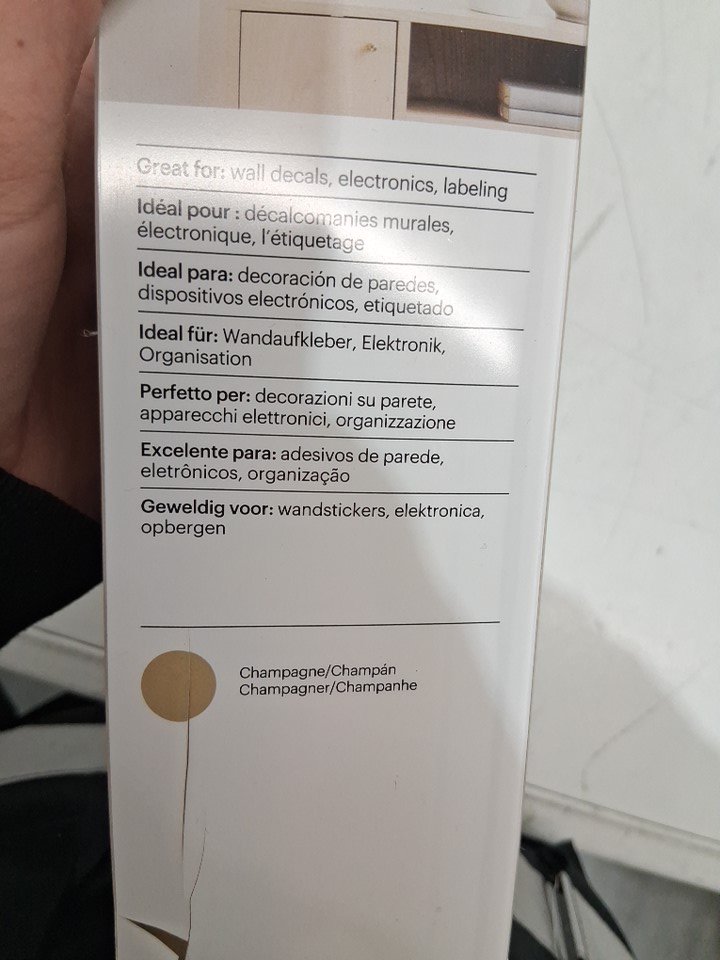 Great for: wall decals, electronics, labeling
Idéal pour : décalcomanies murales,
électronique, l'étiquetage
Ideal para: decoración de paredes,
dispositivos electrónicos, etiquetado
Ideal für: Wandaufkleber, Elektronik,
Organisation
Perfetto per: decorazioni su parete,
apparecchi elettronici, organizzazione
Excelente para: adesivos de parede,
eletrônicos, organização
Geweldig voor: wandstickers, elektronica,
opbergen
Champagne/Champán
Champagner/Champanhe